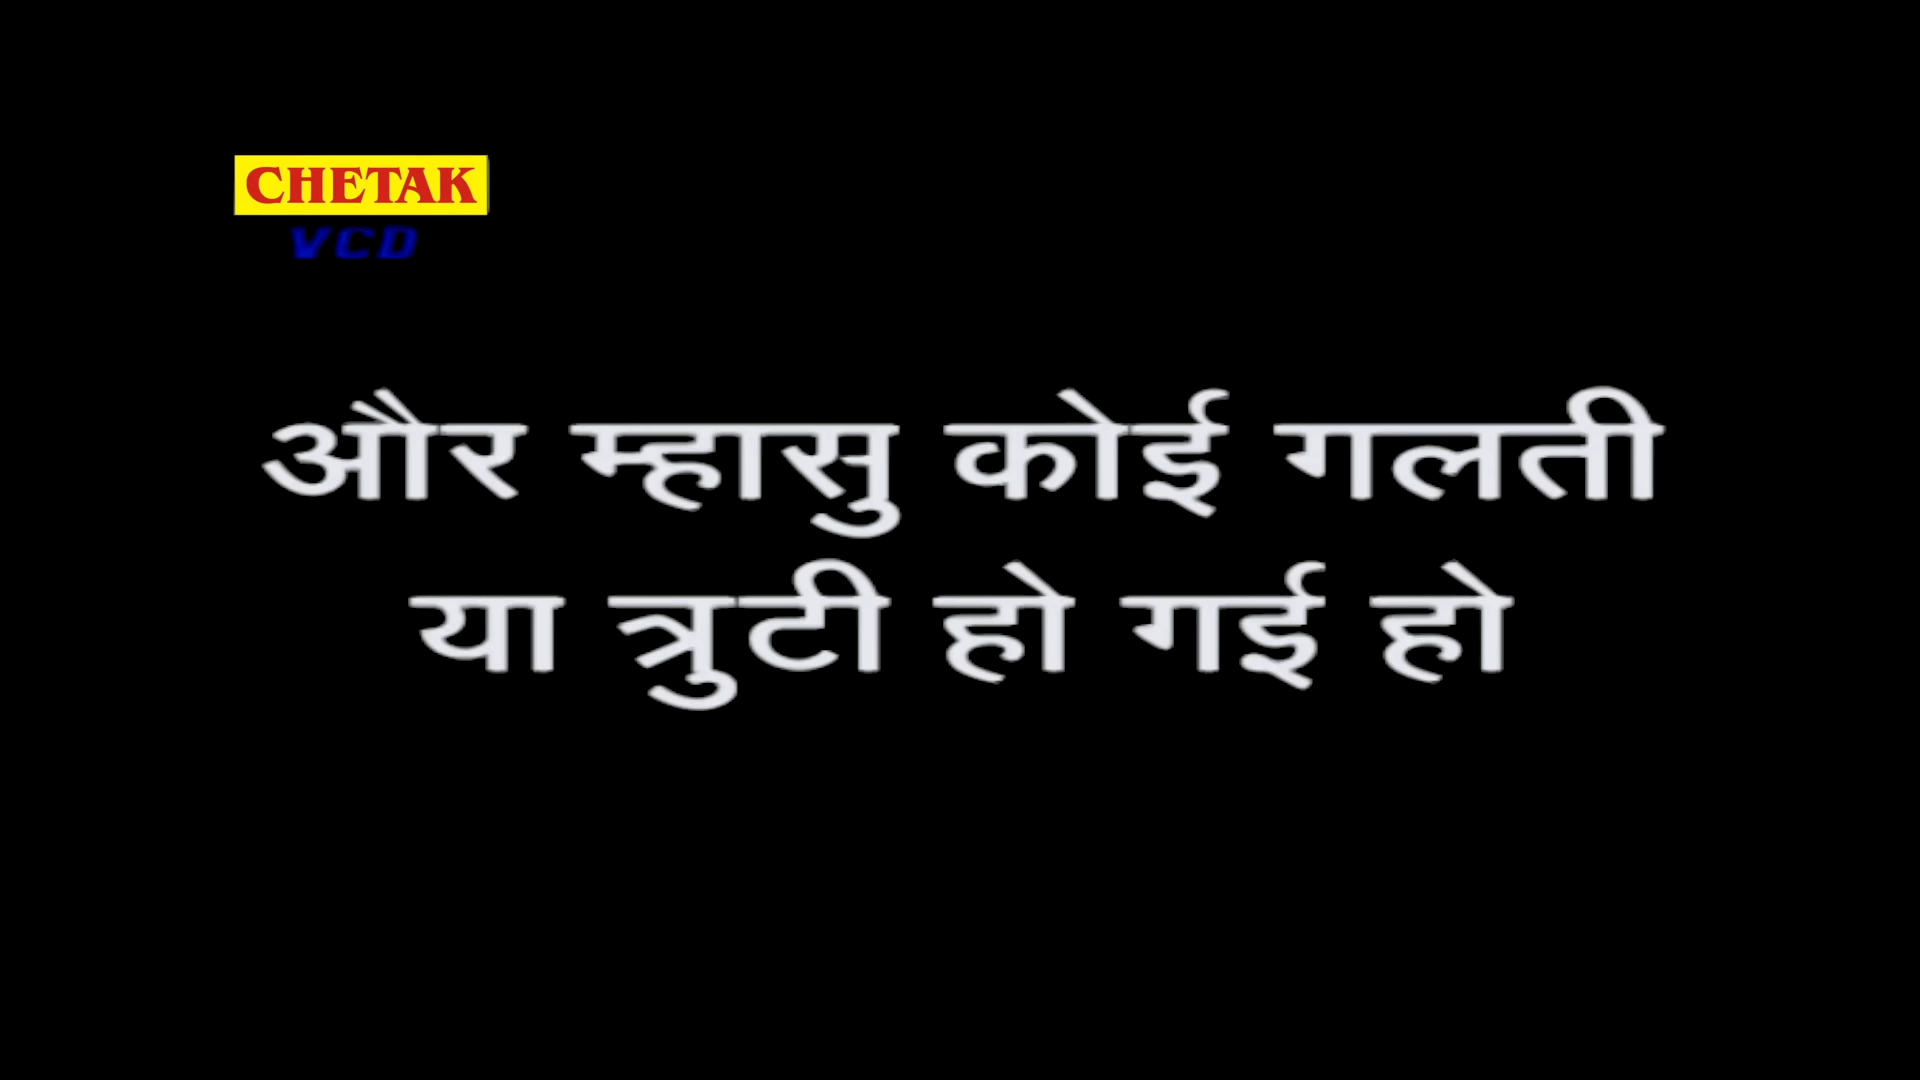 CHETAK
VCD
और म्हासु कोई गलती
या त्रुटी हो गई हो